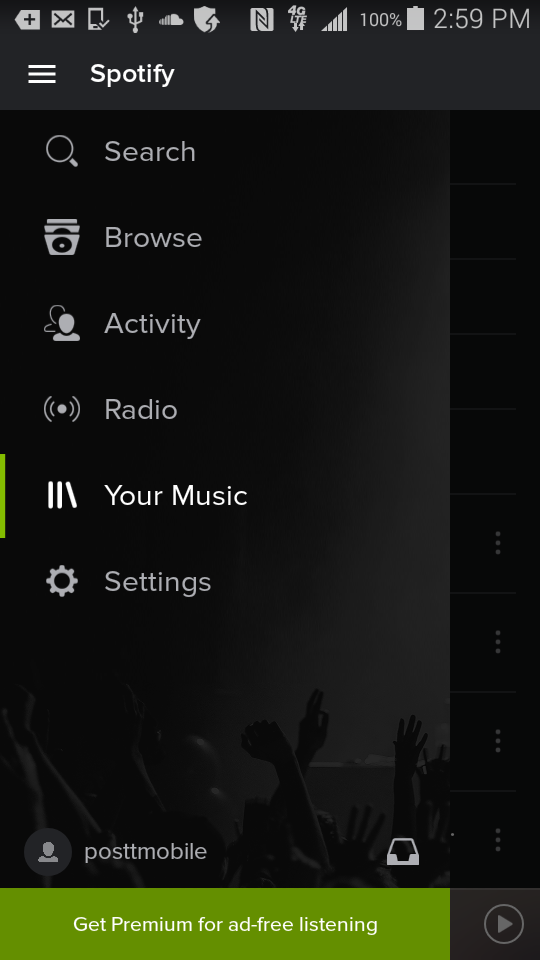 100% 2:59 PM
Spotify
Search
Browse
Activity
Radio
Your Music
Settings
posttmobile
Get Premium for ad-free listening